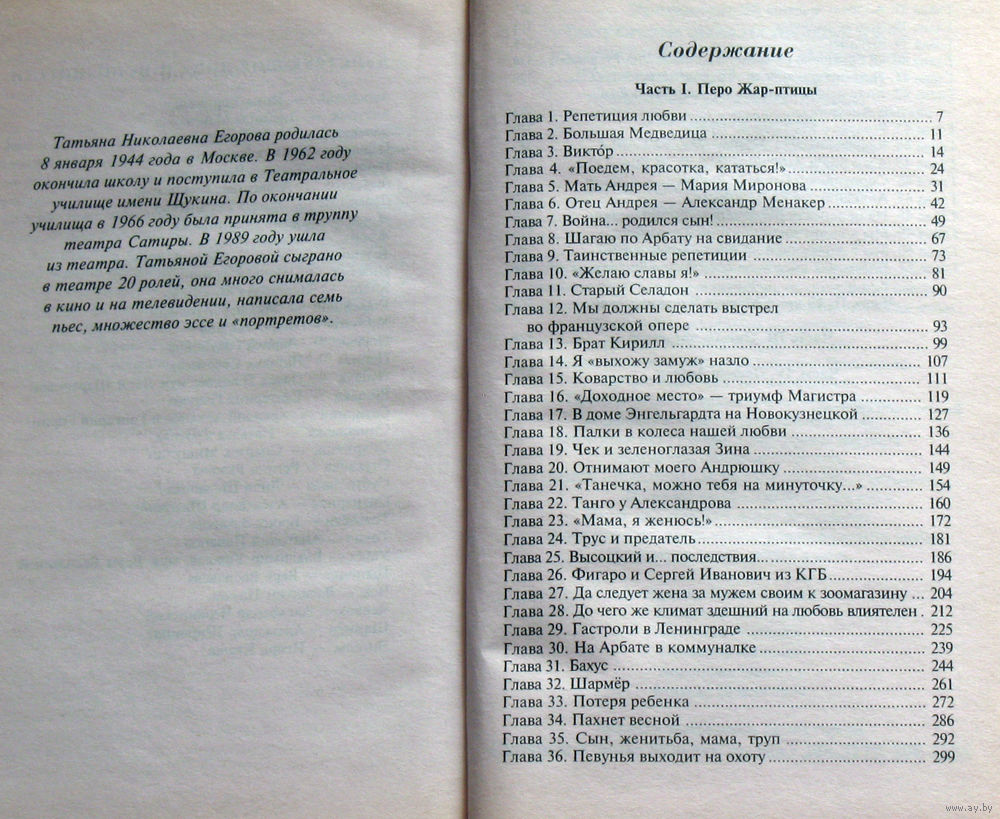 Татьяна Николаевна Егорова родилась
8 января 1944 года в Москве. В 1962 году
окончила школу и поступила в Театральное
училище имени Щукина. По окончании
училища в 1966 году была принята в труппу
театра Сатиры. В 1989 году ушла
из театра. Татьяной Егоровой сыграно
в театре 20 ролей, она много снималась
в кино и на телевидении, написала семь
пьес, множество эссе и «портретов».
Содержание
Часть I. Перо Жар-птицы
Глава 1. Репетиция любви 7
Глава 2. Большая Медведица 11
Глава 3. Викто́р 14
Глава 4. «Поедем, красотка, кататься!» 24
Глава 5. Мать Андрея — Мария Миронова 31
Глава 6. Отец Андрея — Александр Менакер 42
Глава 7. Война... родился сын! 49
Глава 8. Шагаю по Арбату на свидание 67
Глава 9. Таинственные репетиции 73
Глава 10. «Желаю славы я!» 81
Глава 11. Старый Селадон 90
Глава 12. Мы должны сделать выстрел
во французской опере 93
Глава 13. Брат Кирилл 99
Глава 14. Я «выхожу замуж» назло 107
Глава 15. Коварство и любовь 111
Глава 16. «Доходное место» — триумф Магистра 119
Глава 17. В доме Энгельгардта на Новокузнецкой 127
Глава 18. Палки в колеса нашей любви 136
Глава 19. Чек и зеленоглазая Зина 144
Глава 20. Отнимают моего Андрюшку 149
Глава 21. «Танечка, можно тебя на минуточку...» 154
Глава 22. Танго у Александрова 160
Глава 23. «Мама, я женюсь!» 172
Глава 24. Трус и предатель 181
Глава 25. Высоцкий и... последствия... 186
Глава 26. Фигаро и Сергей Иванович из КГБ 194
Глава 27. Да следует жена за мужем своим к зоомагазину ... 204
Глава 28. До чего же климат здешний на любовь влиятелен . 212
Глава 29. Гастроли в Ленинграде 225
Глава 30. На Арбате в коммуналке 239
Глава 31. Бахус 244
Глава 32. Шармёр 261
Глава 33. Потеря ребенка 272
Глава 34. Пахнет весной 286
Глава 35. Сын, женитьба, мама, труп 292
Глава 36. Певунья выходит на охоту 299
www.ay.by